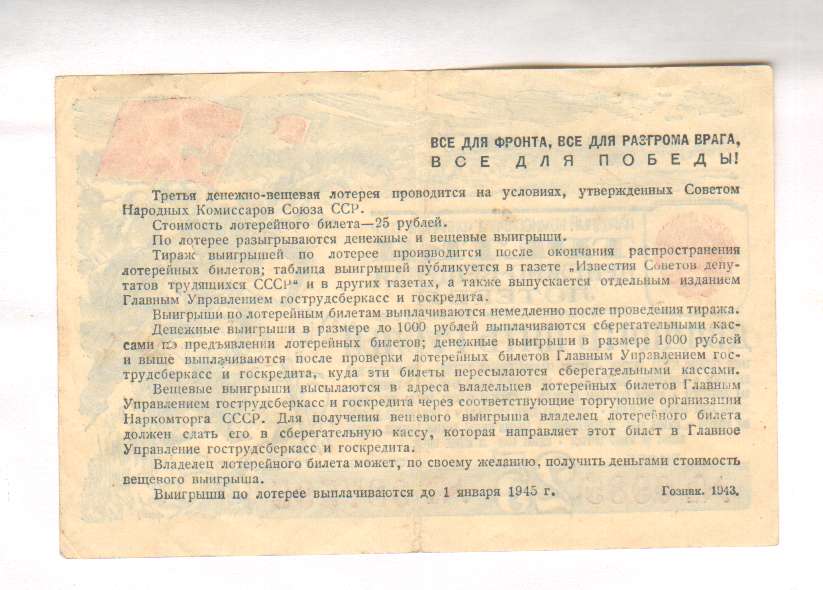 ВСЕ ДЛЯ ФРОНТА, ВСЕ ДЛЯ РАЗГРОМА ВРАГА,
ВСЕ ДЛЯ ПОБЕДЫ!
Третья денежно-вещевая лотерея проводится на условиях, утвержденных Советом
Народных Комиссаров Союза ССР.
Стоимость лотерейного билета—25 рублей.
По лотерее разыгрываются денежные и вещевые выигрыши.
Тираж выигрышей по лотерее производится после окончания распространения
лотерейных билетов; таблица выигрышей публикуется в газете „Известия Советов депу-
татов трудящихся СССР" и в других газетах, а также выпускается отдельным изданием
Главным Управлением гострудсберкасс и госкредита.
Выигрыши по лотерейным билетам выплачиваются немедленно после проведения тиража.
Денежные выигрыши в размере до 1000 рублей выплачиваются сберегательными кас-
сами по предъявлении лотерейных билетов; денежные выигрыши в размере 1000 рублей
и выше выплачиваются после проверки лотерейных билетов Главным Управлением гос-
трудсберкасс и госкредита, куда эти билеты пересылаются сберегательными кассами.
Вещевые выигрыши высылаются в адреса владельцев лотерейных билетов Главным
Управлением гострудсберкасс и госкредита через соответствующие торгующие организации
Наркомторга СССР. Для получения вещевого выигрыша владелец лотерейного билета
должен сдать его в сберегательную кассу, которая направляет этот билет в Главное
Управление гострудсберкасс и госкредита.
Владелец лотерейного билета может, по своему желанию, получить деньгами стоимость
вещевого выигрыша.
Выигрыши по лотерее выплачиваются до 1 января 1945 г. Гознак. 1943.